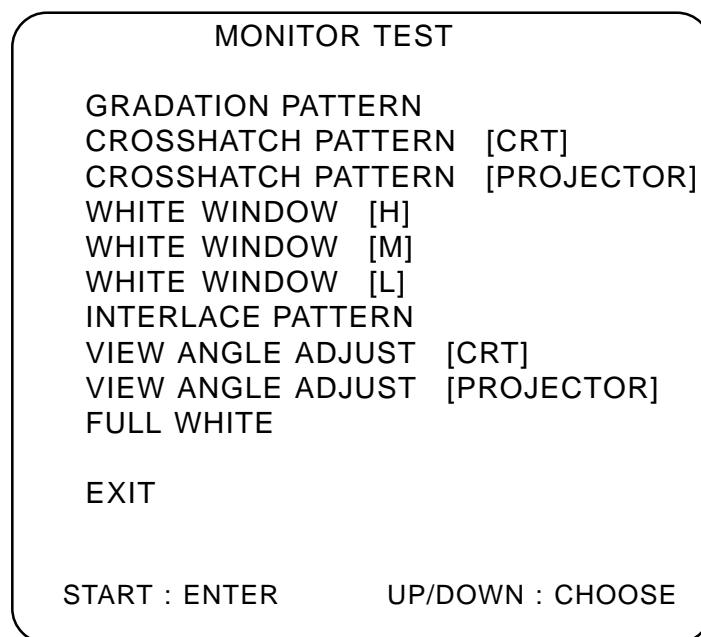 MONITOR TEST
GRADATION PATTERN
CROSSHATCH PATTERN [CRT]
CROSSHATCH PATTERN [PROJECTOR]
WHITE WINDOW [H]
WHITE WINDOW [M]
WHITE WINDOW [L]
INTERLACE PATTERN
VIEW ANGLE ADJUST [CRT]
VIEW ANGLE ADJUST [PROJECTOR]
FULL WHITE
EXIT
START : ENTER UP/DOWN : CHOOSE